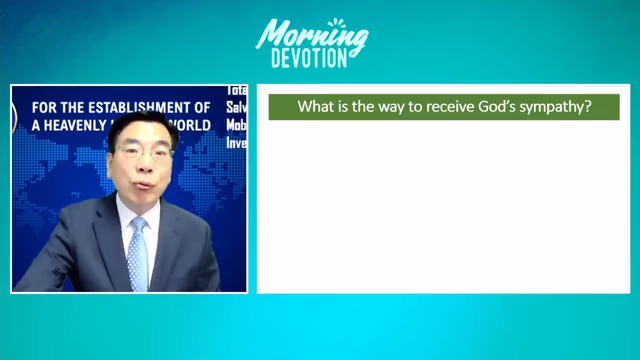 Morning
DEVOTION
FOR THE ESTABLISHMENT OF
A HEAVENLY WORLD
Tota
Salv
Mob
Inve
What is the way to receive God's sympathy?